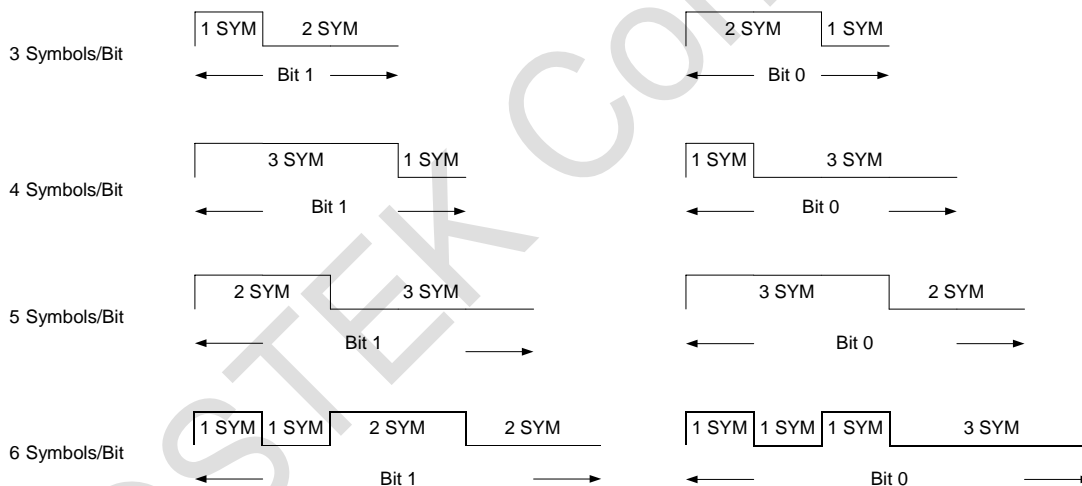 1 SYM 2 SYM 2 SYM 1 SYM
3 Symbols/Bit
Bit 1 Bit 0
3 SYM 1 SYM 1 SYM 3 SYM
4 Symbols/Bit
Bit 1 Bit 0
2 SYM 3 SYM 3 SYM 2 SYM
5 Symbols/Bit
Bit 1 Bit 0
1 SYM 1 SYM 2 SYM 2 SYM 1 SYM 1 SYM 1 SYM 3 SYM
6 Symbols/Bit
Bit 1 Bit 0